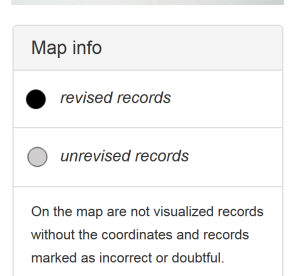 Map info
revised records
unrevised records
On the map are not visualized records
without the coordinates and records
marked as incorrect or doubtful.